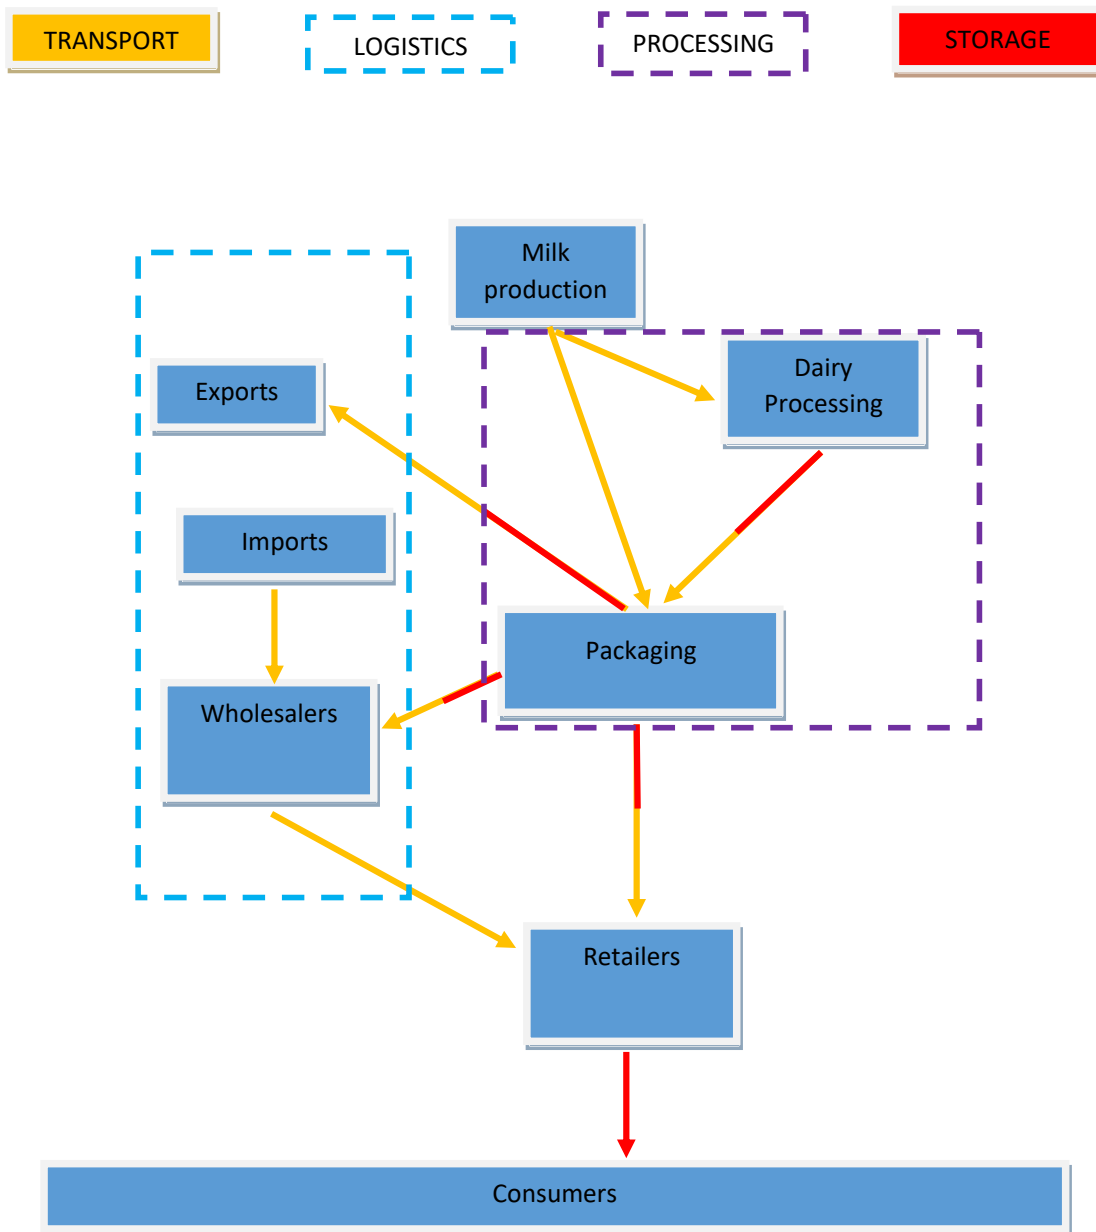 TRANSPORT
LOGISTICS
PROCESSING
STORAGE
Milk
production
Exports
Dairy
Processing
Imports
Packaging
Wholesalers
Retailers
Consumers